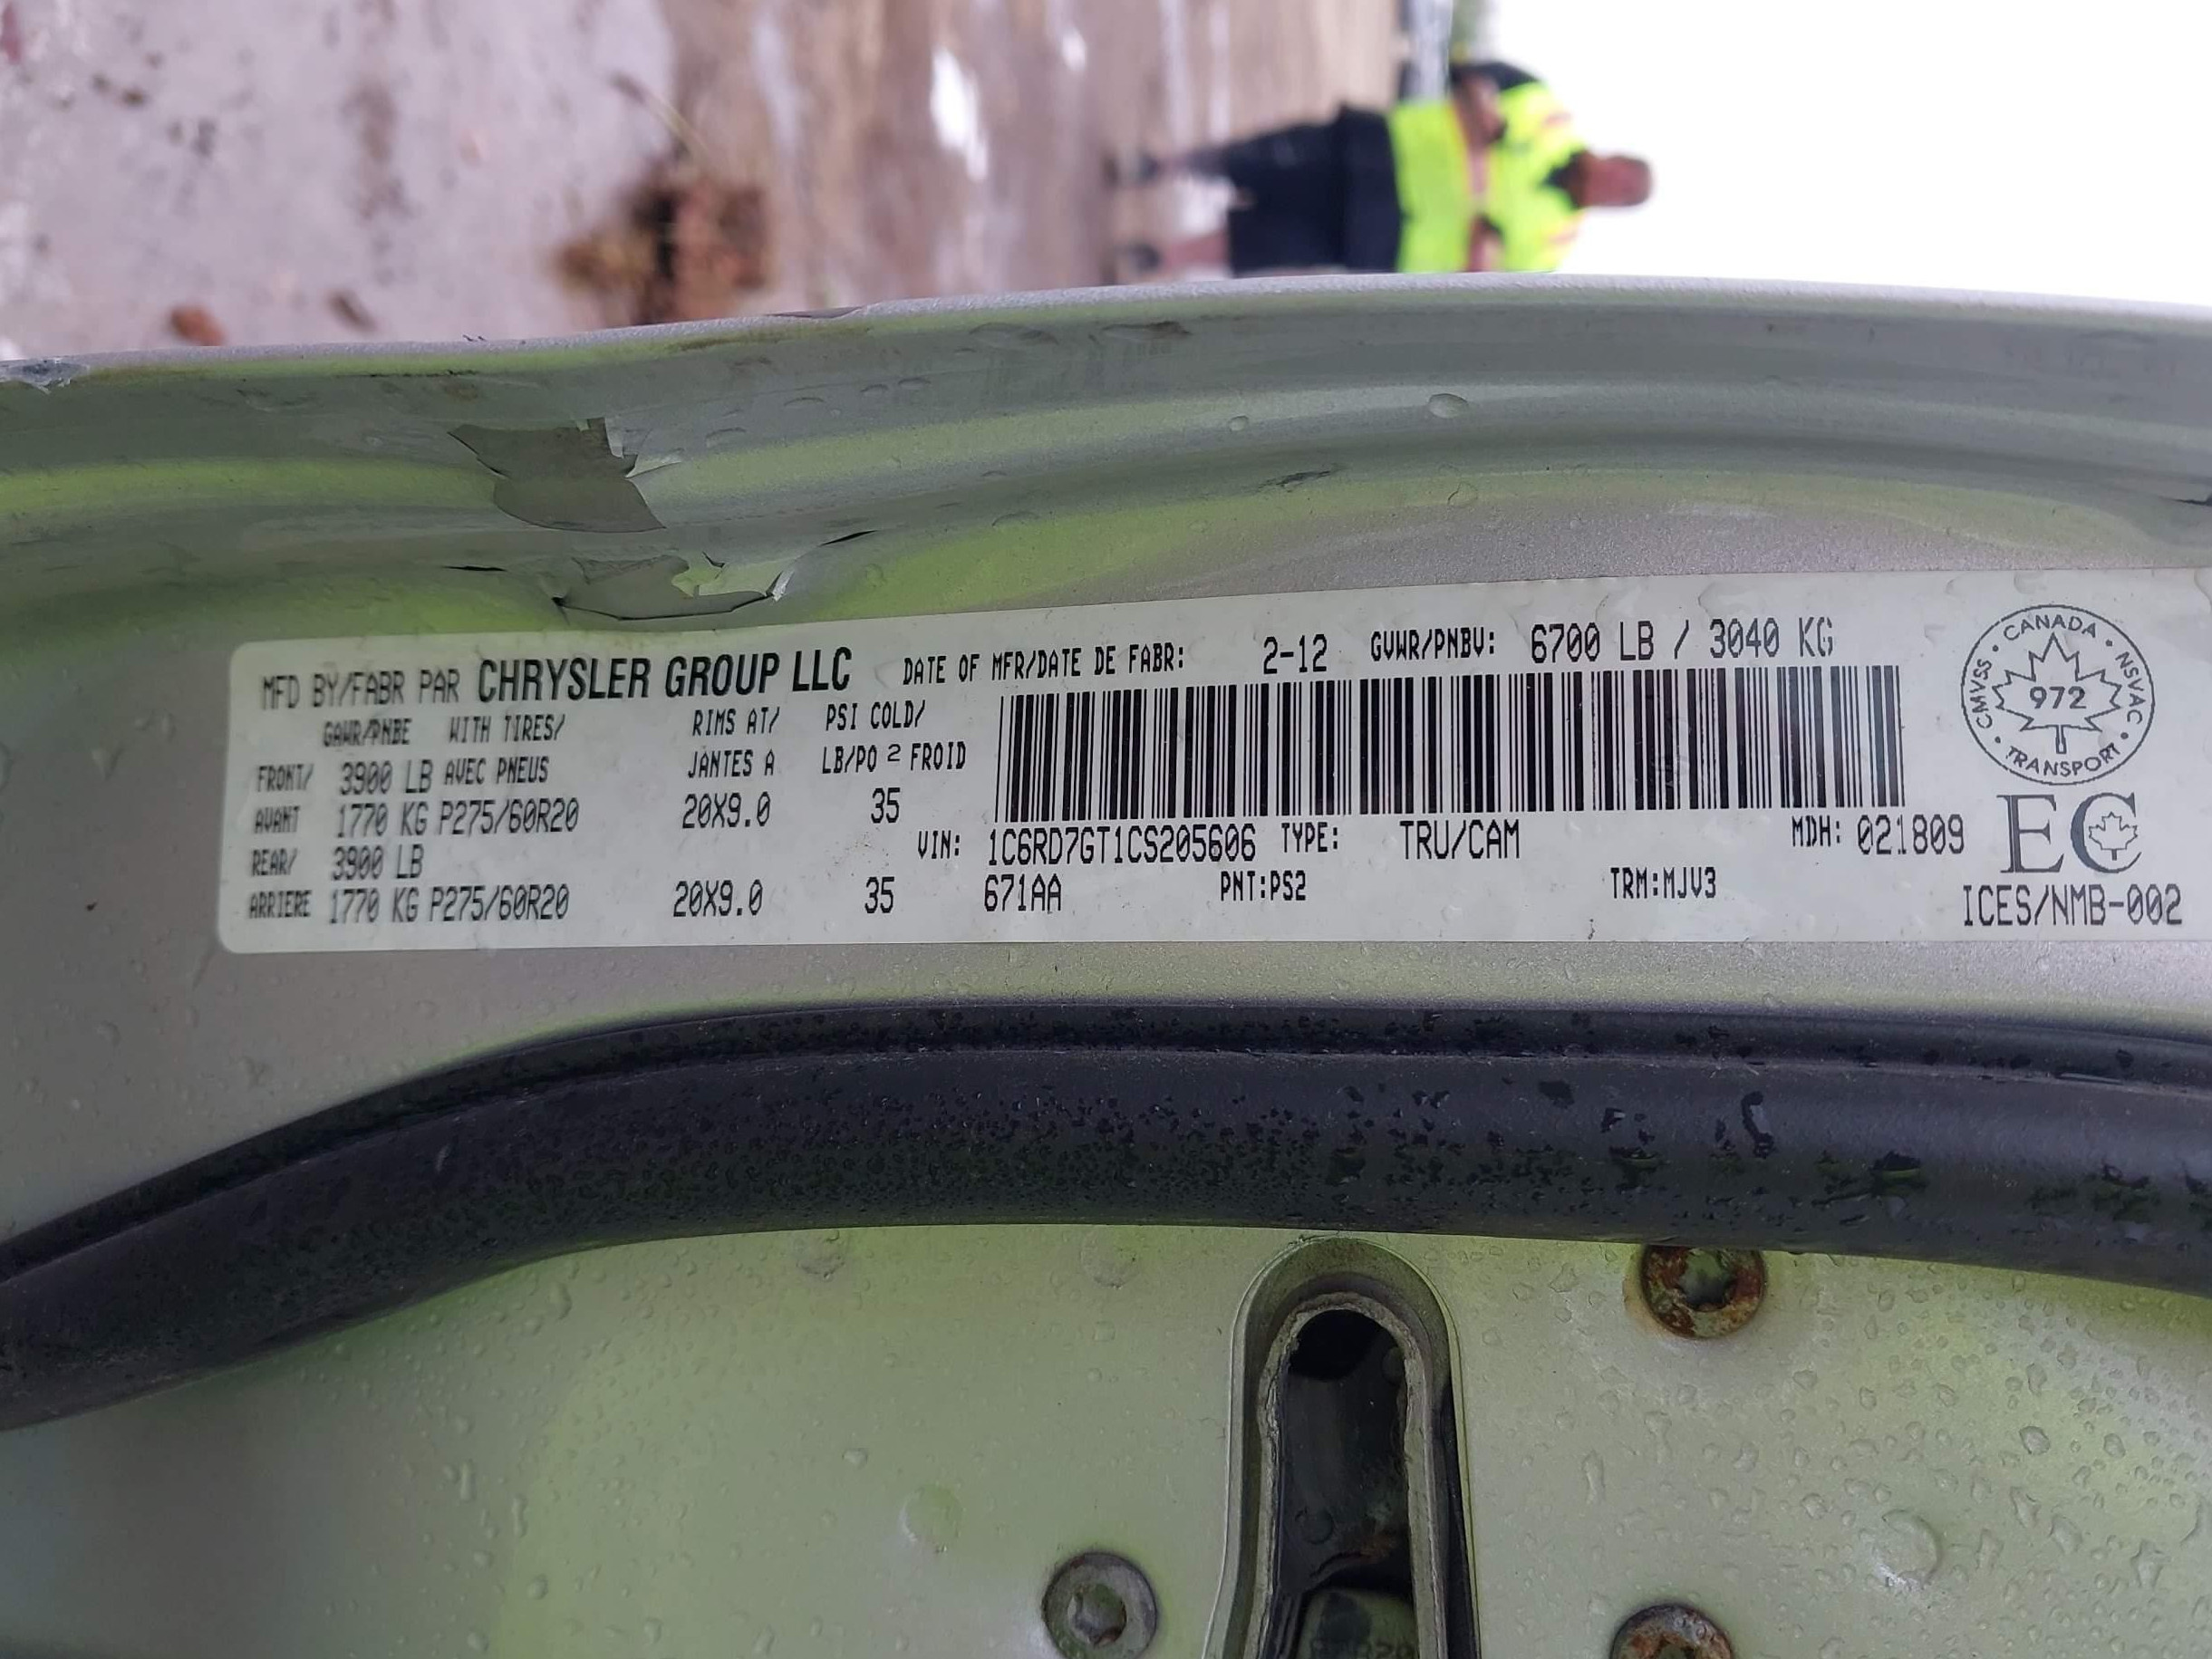 MFD BY/FABR PAR CHRYSLER GROUP LLC DATE OF MFR/DATE DE FABR: 2-12 GVWR/PNBV: 6700 LB / 3040 KG
GAWR/PNBE WITH TIRES/ RIMS AT/ PSI COLD/
FRONT/ 3900 LB AVEC PNEUS JANTES A LB/PO 2 FROID
AVANT 1770 KG P275/60R20 20X9.0 35
REAR/ 3900 LB
VIN: 1C6RD7GT1CS205606 TYPE: TRU/CAM MDH: 021809
ARRIERE 1770 KG P275/60R20 20X9.0 35 671AA PNT:PS2 TRM:MJV3
CANADA
CMVSS 972 NSVAC
TRANSPORT
EC
ICES/NMB-002